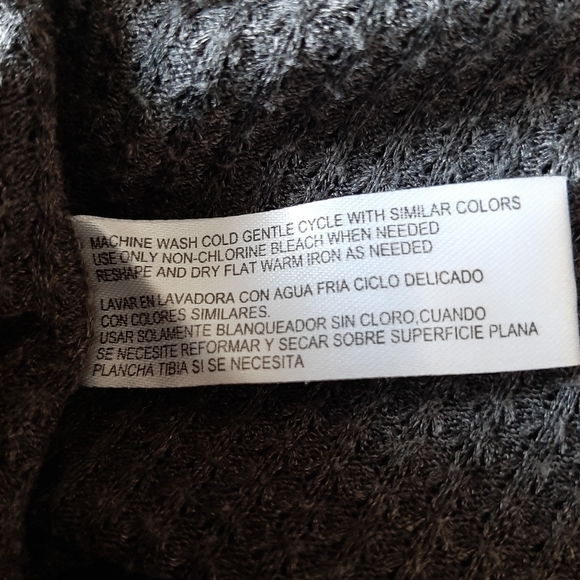 MACHINE WASH COLD GENTLE CYCLE WITH SIMILAR COLORS
USE ONLY NON-CHLORINE BLEACH WHEN NEEDED
RESHAPE AND DRY FLAT WARM IRON AS NEEDED
LAVAR EN LAVADORA CON AGUA FRIA CICLO DELICADO
CON COLORES SIMILARES.
USAR SOLAMENTE BLANQUEADOR SIN CLORO,CUANDO
SE NECESITE REFORMAR Y SECAR SOBRE SUPERFICIE PLANA
PLANCHA TIBIA SI SE NECESITA